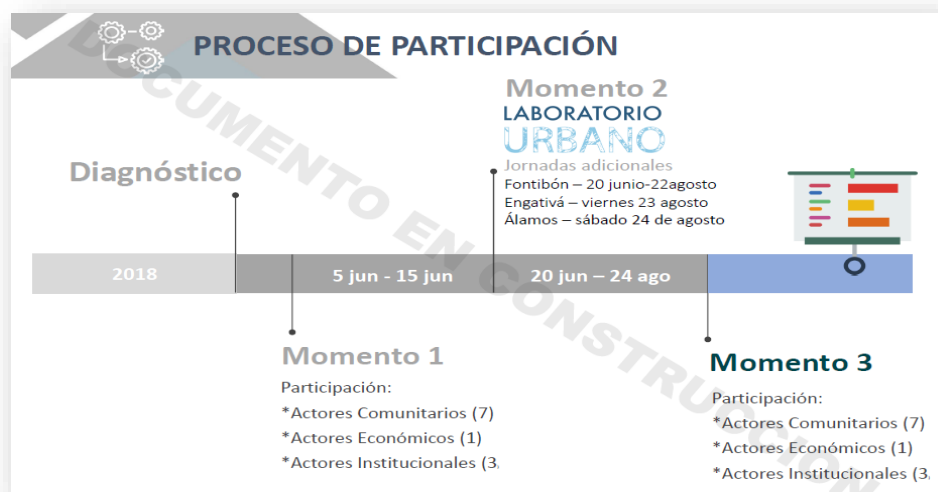 PROCESO DE PARTICIPACIÓN
Momento 2
LABORATORIO
URBANO
Jornadas adicionales
Fontibón – 20 junio-22agosto
Engativá – viernes 23 agosto
Álamos – sábado 24 de agosto
Diagnóstico
2018
5 jun - 15 jun
20 jun – 24 ago
Momento 1
Participación:
*Actores Comunitarios (7)
*Actores Económicos (1)
*Actores Institucionales (3
Momento 3
Participación:
*Actores Comunitarios (7)
*Actores Económicos (1)
*Actores Institucionales (3
DOCUMENTO EN CONSTRUCCION